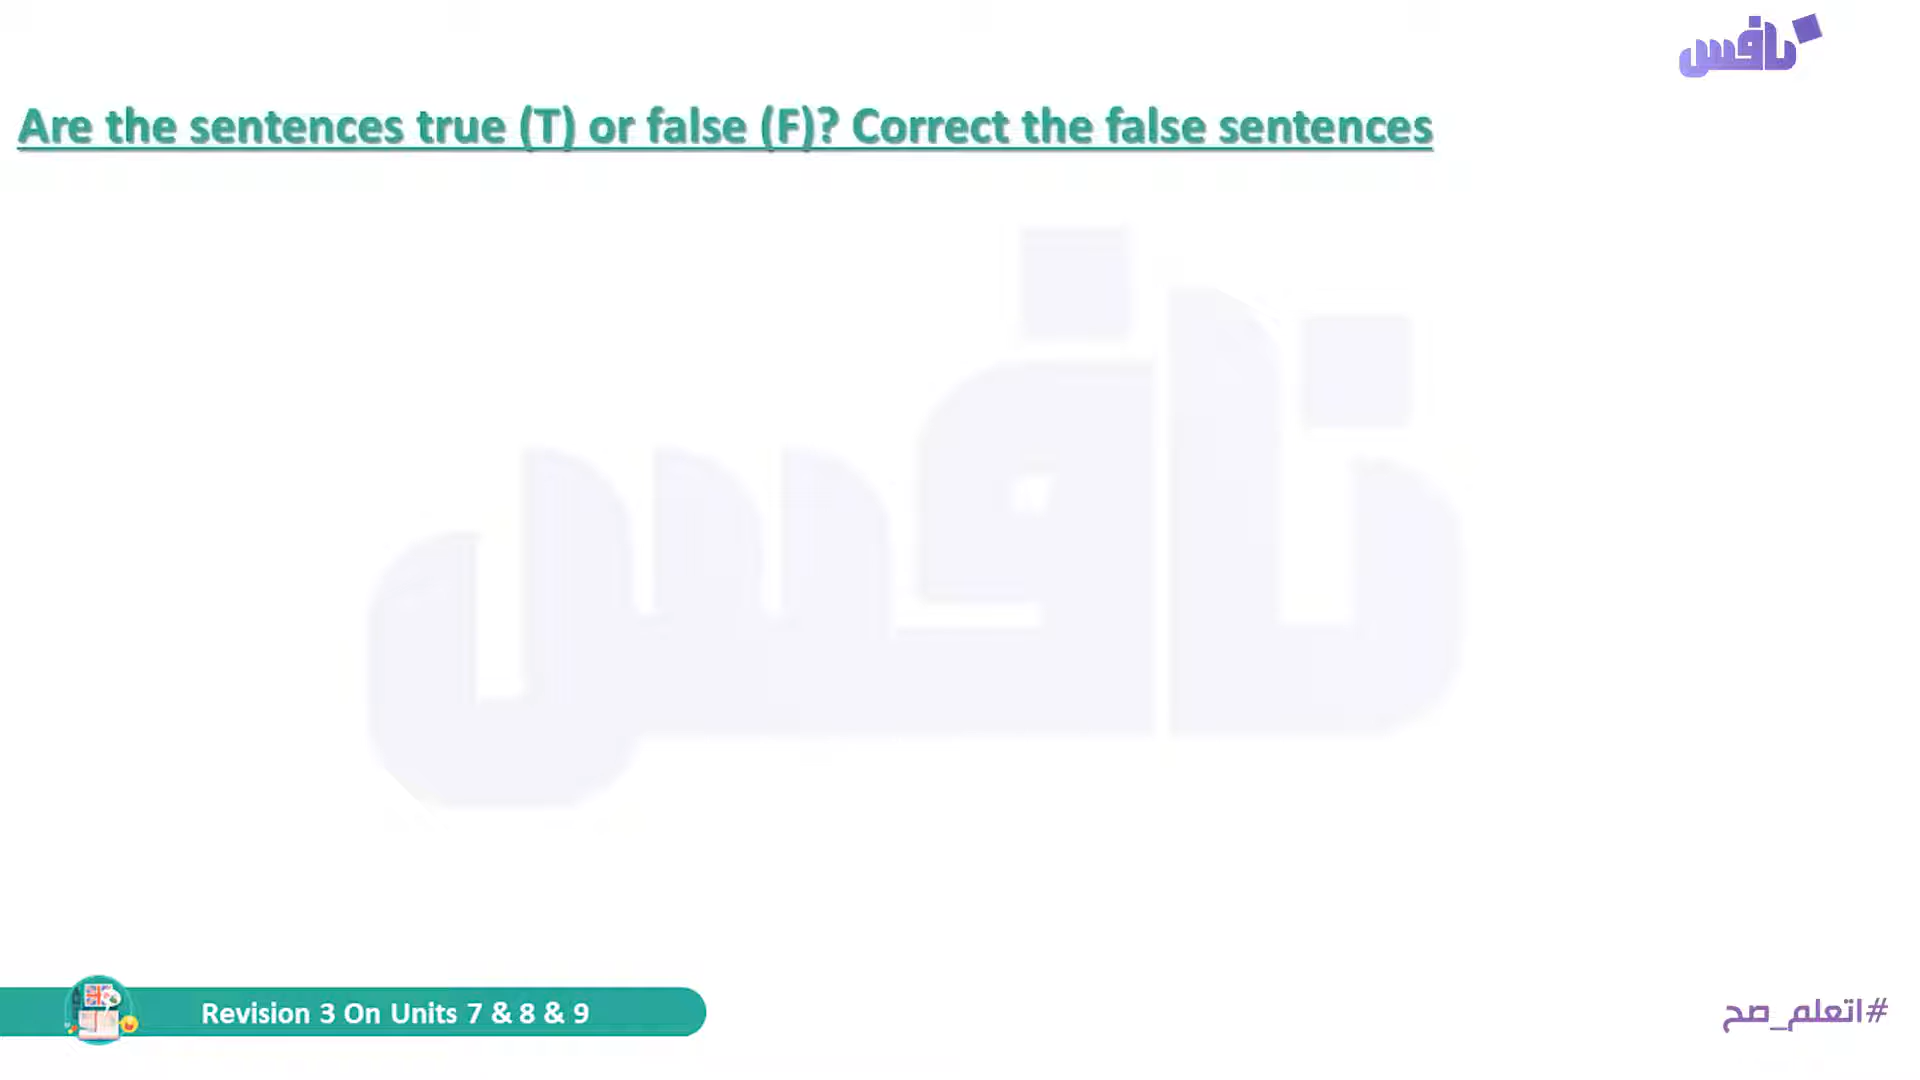 نافس
Are the sentences true (T) or false (F)? Correct the false sentences
نافس
Revision 3 On Units 7 & 8 & 9
#اتعلم_صح